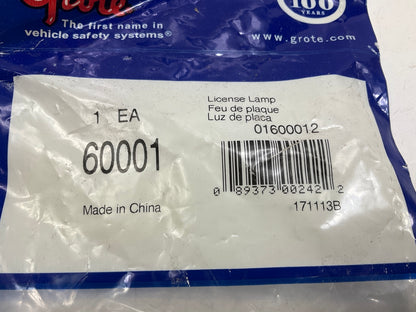 Grote
The first name in
vehicle safety systems®
100
YEARS
www.grote.com
License Lamp
Feu de plaque
Luz de placa
1 EA
01600012
60001
0 89373 00242 2
Made in China
171113B